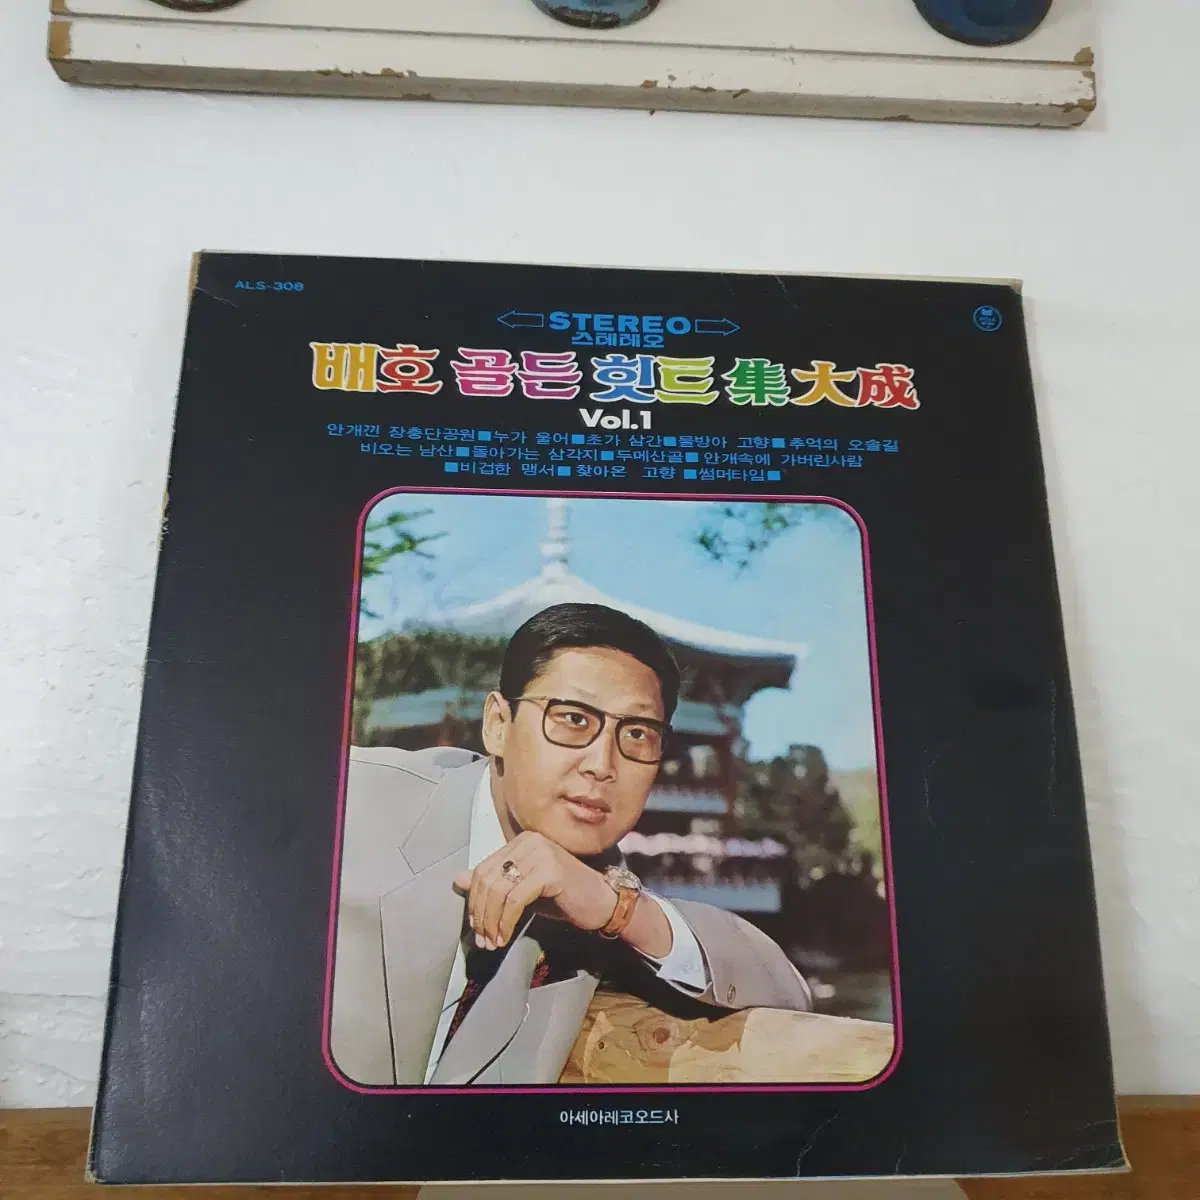 ALS-308
STEREO
스테레오
배호 골든 힛트 集大成
Vol.1
안개낀 장충단공원■누가 울어■초가 삼간■물방아 고향■추억의 오솔길
비오는 남산■돌아가는 삼각지■두메산골■안개속에 가버린사람
■비겁한 맹서■찾아온 고향■썸머타임■
아세아레코오드사